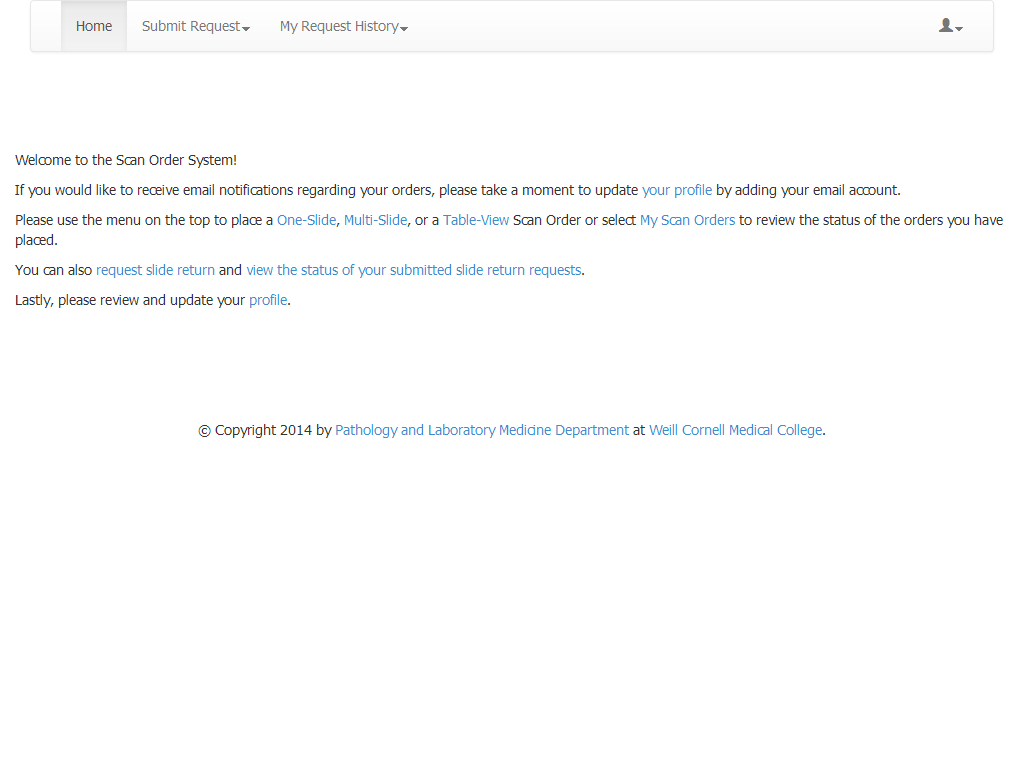 Home Submit Request My Request History
Welcome to the Scan Order System!
If you would like to receive email notifications regarding your orders, please take a moment to update your profile by adding your email account.
Please use the menu on the top to place a One-Slide, Multi-Slide, or a Table-View Scan Order or select My Scan Orders to review the status of the orders you have
placed.
You can also request slide return and view the status of your submitted slide return requests.
Lastly, please review and update your profile.
© Copyright 2014 by Pathology and Laboratory Medicine Department at Weill Cornell Medical College.